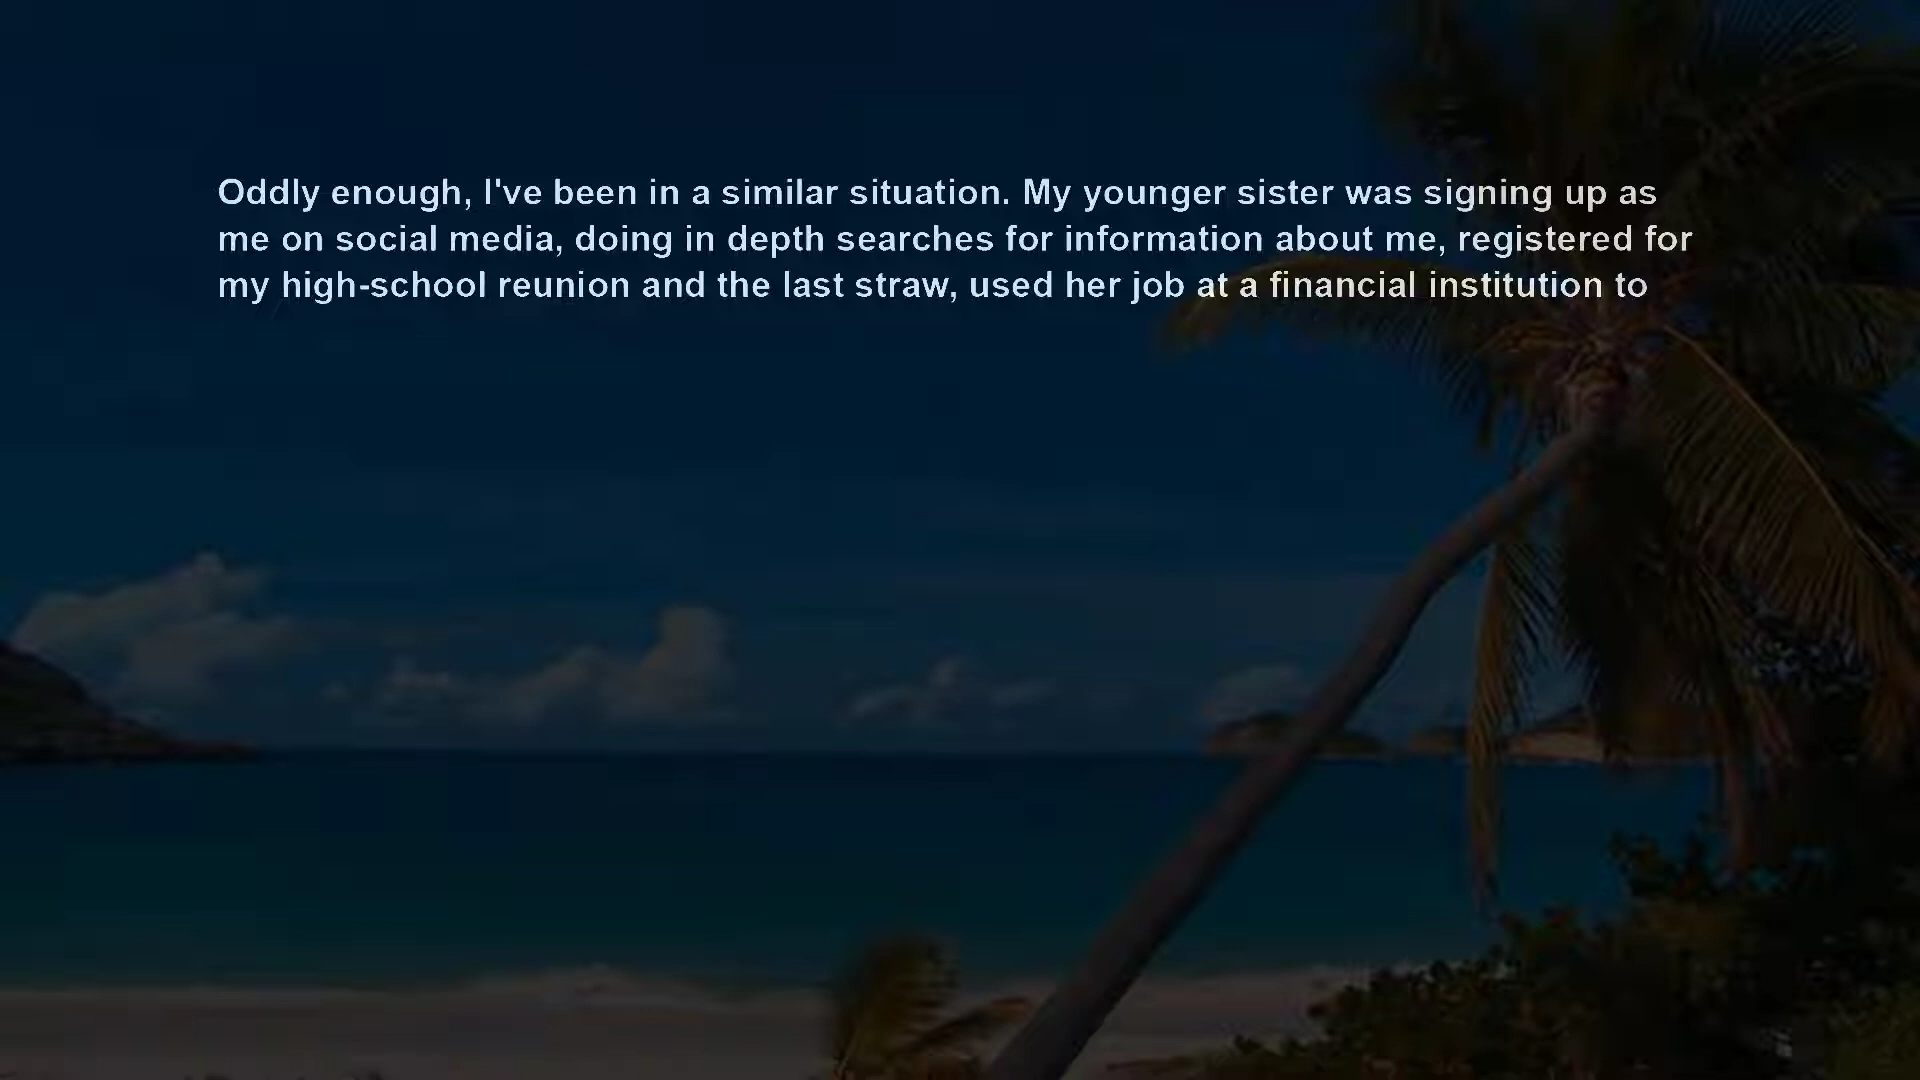 Oddly enough, I've been in a similar situation. My younger sister was signing up as
me on social media, doing in depth searches for information about me, registered for
my high-school reunion and the last straw, used her job at a financial institution to